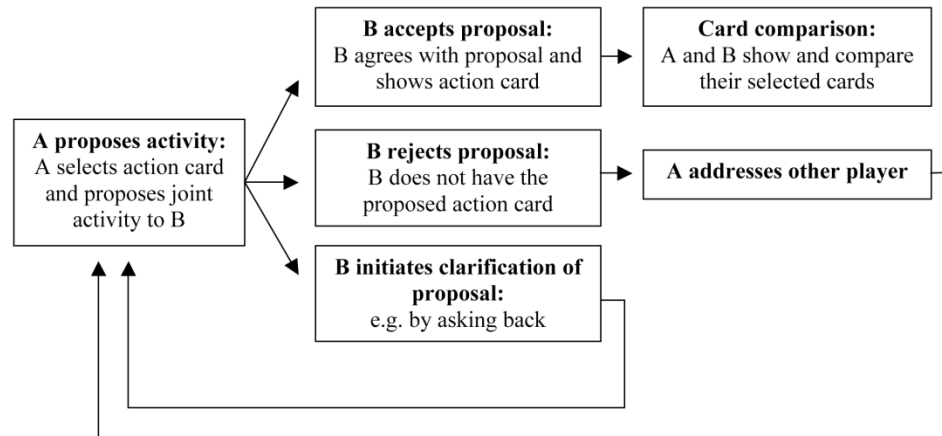 A proposes activity:
A selects action card
and proposes joint
activity to B
B accepts proposal:
B agrees with proposal and
shows action card
Card comparison:
A and B show and compare
their selected cards
B rejects proposal:
B does not have the
proposed action card
A addresses other player
B initiates clarification of
proposal:
e.g. by asking back